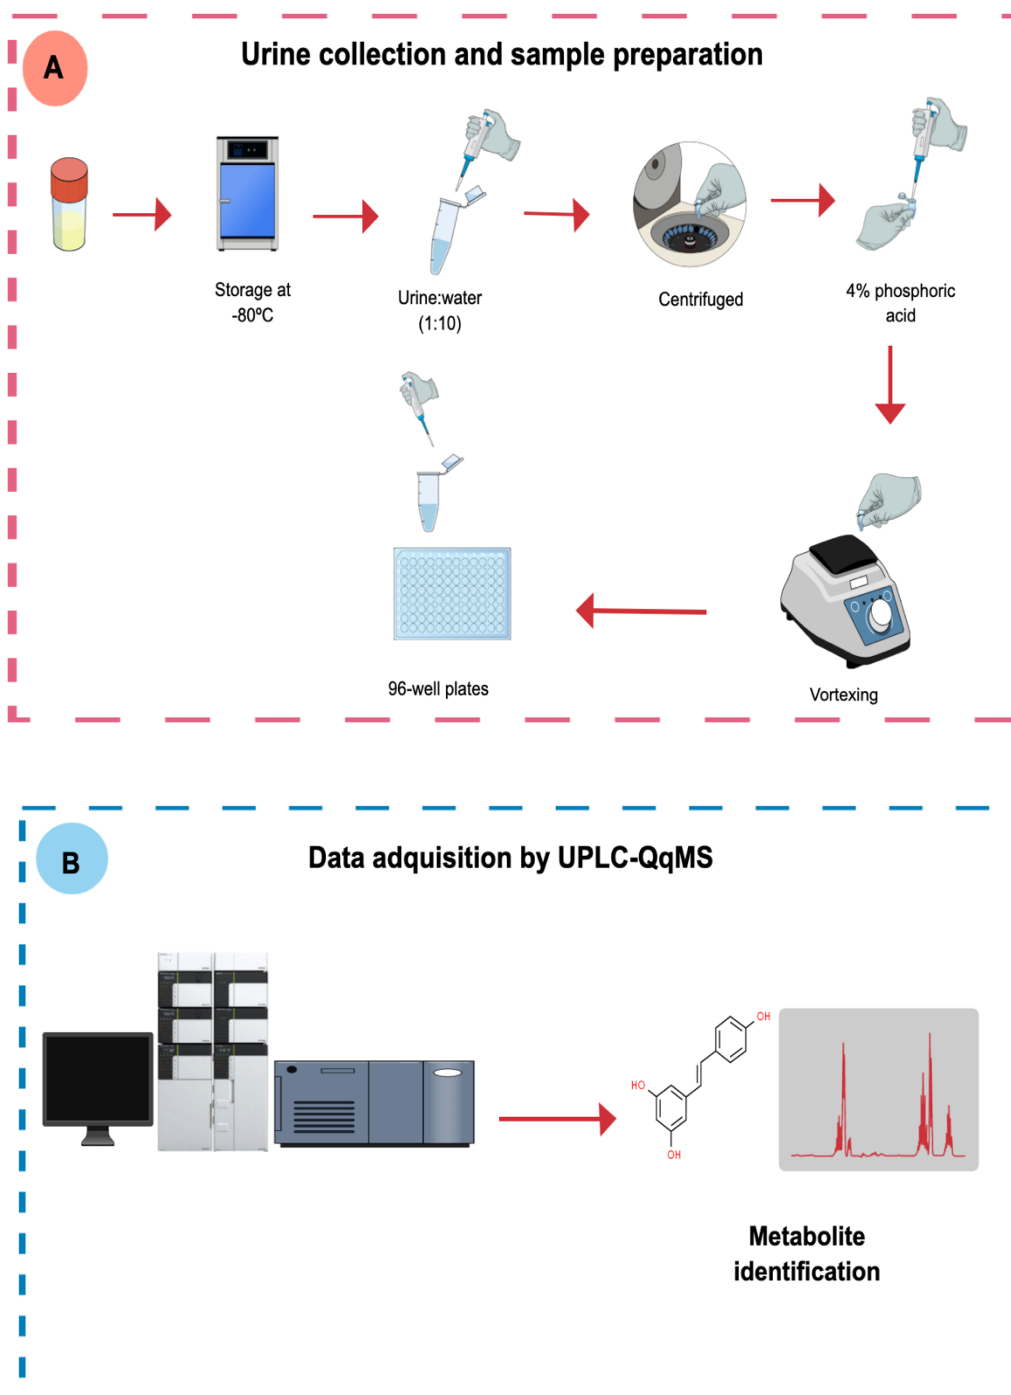 A
Urine collection and sample preparation
Storage at
-80ºC
Urine:water
(1:10)
Centrifuged
4% phosphoric
acid
96-well plates
Vortexing
B
Data adquisition by UPLC-QqMS
OH
HO
OH
Metabolite
identification